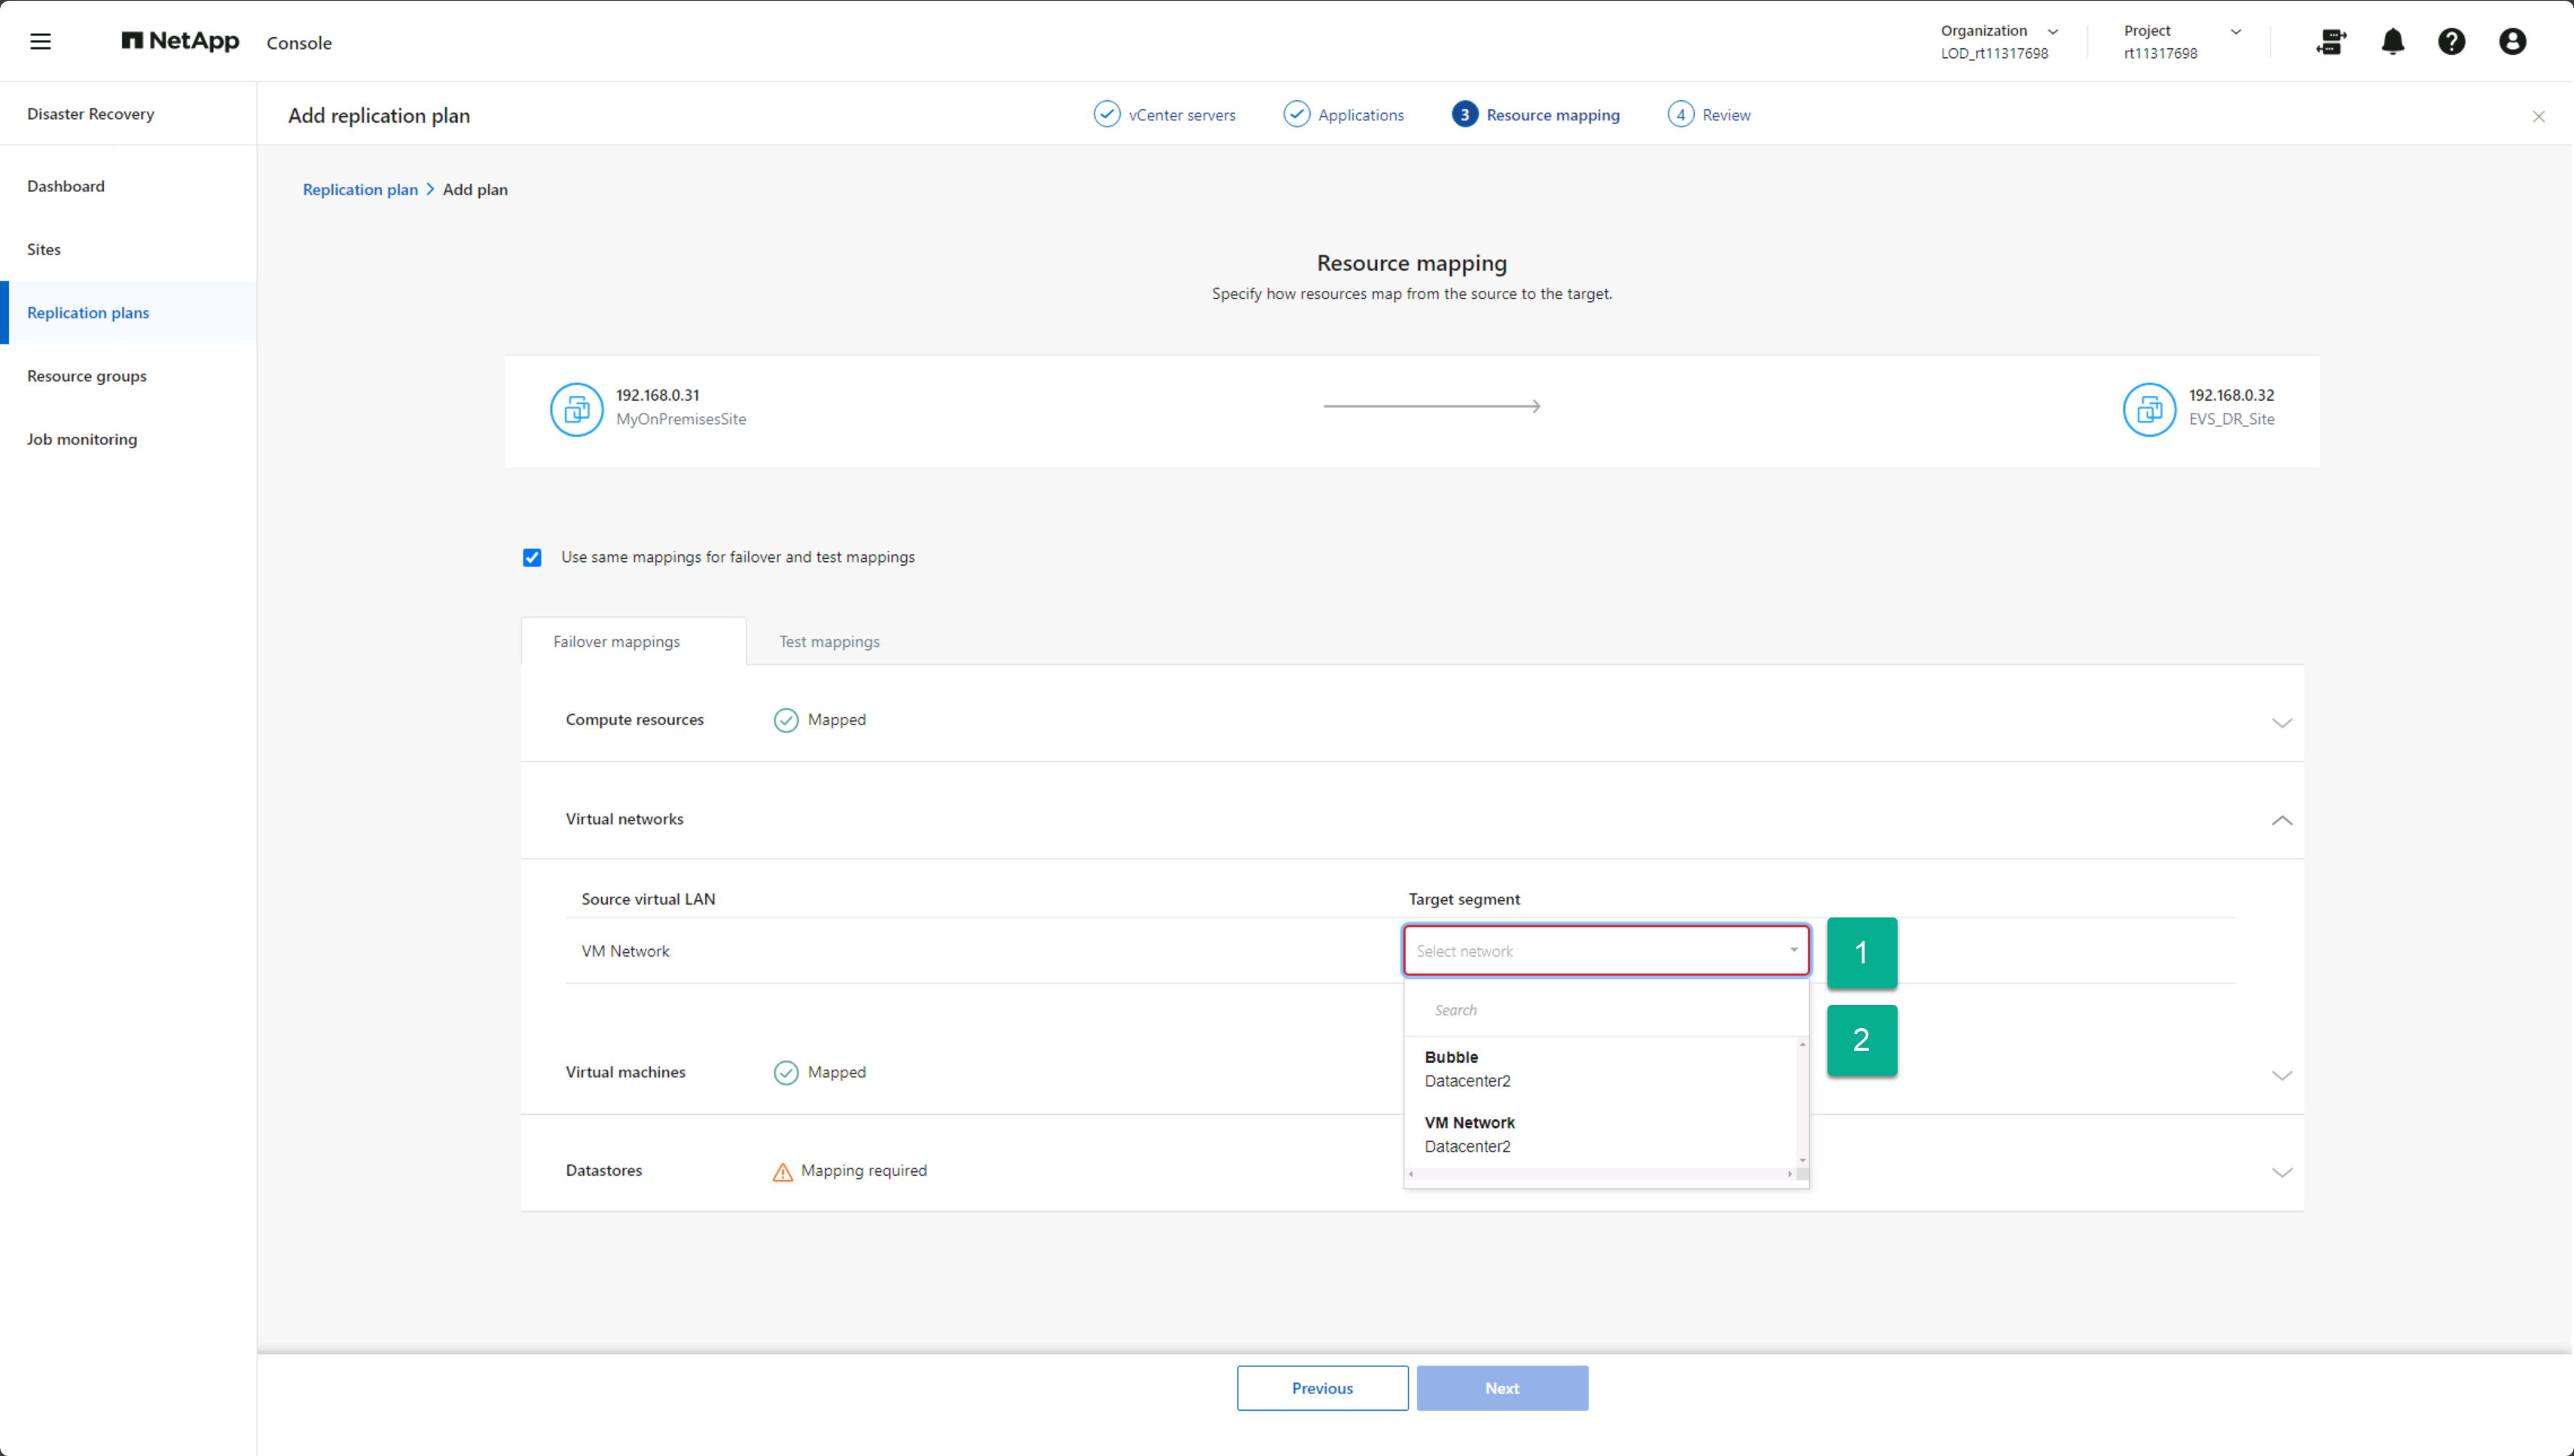 NetApp Console
Organization
LOD_rt11317698
Project
rt11317698
?
Disaster Recovery
Add replication plan
vCenter servers
Applications
3 Resource mapping
4 Review
Dashboard
Sites
Replication plans
Resource groups
Job monitoring
Replication plan > Add plan
Resource mapping
Specify how resources map from the source to the target.
192.168.0.31
MyOnPremisesSite
192.168.0.32
EVS_DR_Site
Use same mappings for failover and test mappings
Failover mappings
Test mappings
Compute resources
Mapped
Virtual networks
Source virtual LAN
Target segment
VM Network
Select network
1
Search
2
Bubble
Datacenter2
VM Network
Datacenter2
Virtual machines
Mapped
Datastores
Mapping required
Previous
Next